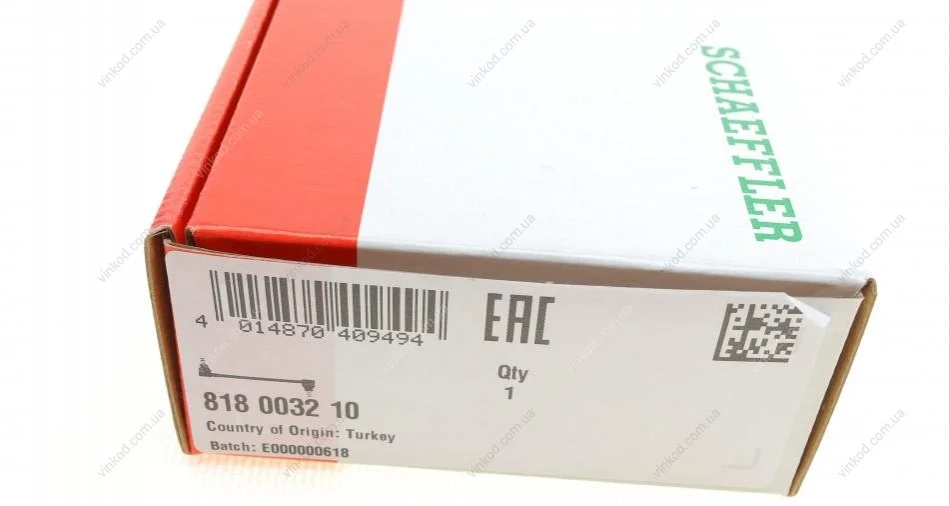 SCHAEFFLER
4 014870 409494
EAC
Qty
1
818 0032 10
Country of Origin: Turkey
Batch: E000000618
vinkod.com.ua